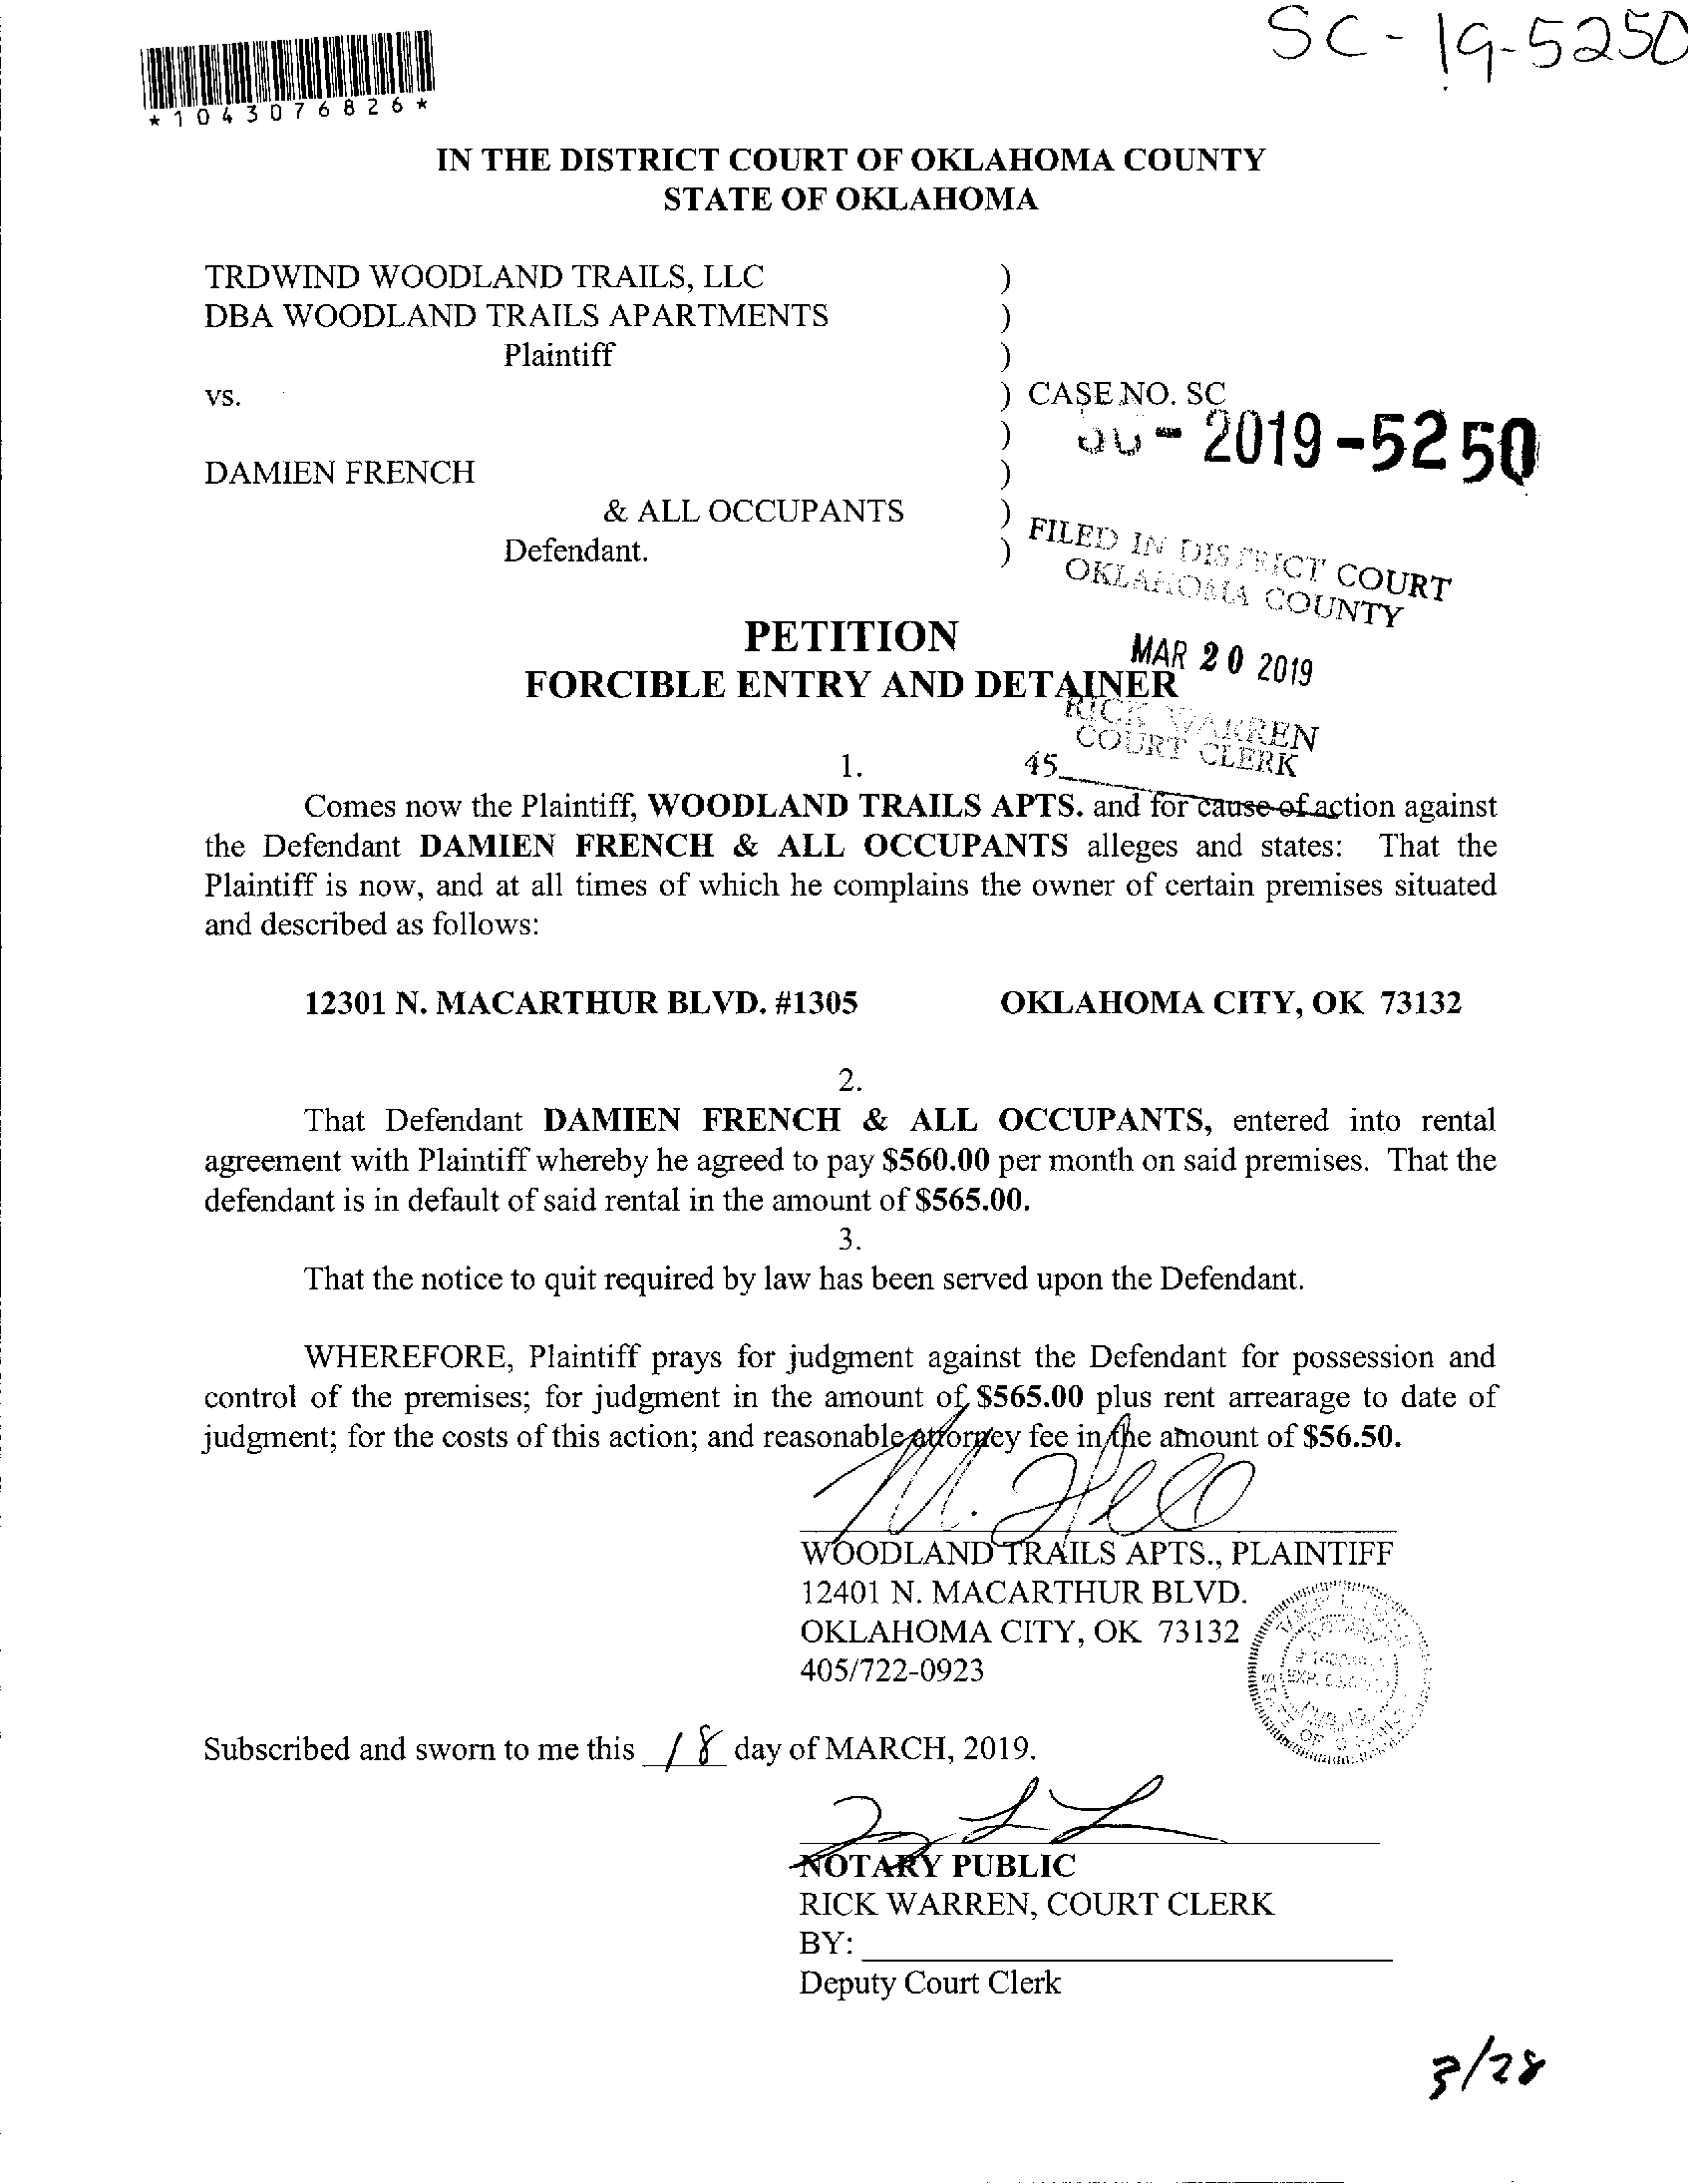 SC-19-5250
*1043076826*
IN THE DISTRICT COURT OF OKLAHOMA COUNTY
STATE OF OKLAHOMA
TRDWIND WOODLAND TRAILS, LLC )
DBA WOODLAND TRAILS APARTMENTS )
Plaintiff )
vs. ) CASE NO. SC
) - 2019-5250
DAMIEN FRENCH )
& ALL OCCUPANTS )
Defendant. )
FILED IN DISTRICT COURT
OKLAHOMA COUNTY
PETITION
MAR 20 2019
FORCIBLE ENTRY AND DETAINER
RICK WARREN
COURT CLERK
1. 45
Comes now the Plaintiff, WOODLAND TRAILS APTS. and for cause of action against
the Defendant DAMIEN FRENCH & ALL OCCUPANTS alleges and states: That the
Plaintiff is now, and at all times of which he complains the owner of certain premises situated
and described as follows:
12301 N. MACARTHUR BLVD. #1305 OKLAHOMA CITY, OK 73132
2.
That Defendant DAMIEN FRENCH & ALL OCCUPANTS, entered into rental
agreement with Plaintiff whereby he agreed to pay $560.00 per month on said premises. That the
defendant is in default of said rental in the amount of $565.00.
3.
That the notice to quit required by law has been served upon the Defendant.
WHEREFORE, Plaintiff prays for judgment against the Defendant for possession and
control of the premises; for judgment in the amount of $565.00 plus rent arrearage to date of
judgment; for the costs of this action; and reasonable attorney fee in the amount of $56.50.
WOODLAND TRAILS APTS., PLAINTIFF
12401 N. MACARTHUR BLVD.
OKLAHOMA CITY, OK 73132
405/722-0923
Subscribed and sworn to me this 18 day of MARCH, 2019.
NOTARY PUBLIC
RICK WARREN, COURT CLERK
BY:
Deputy Court Clerk
3/28